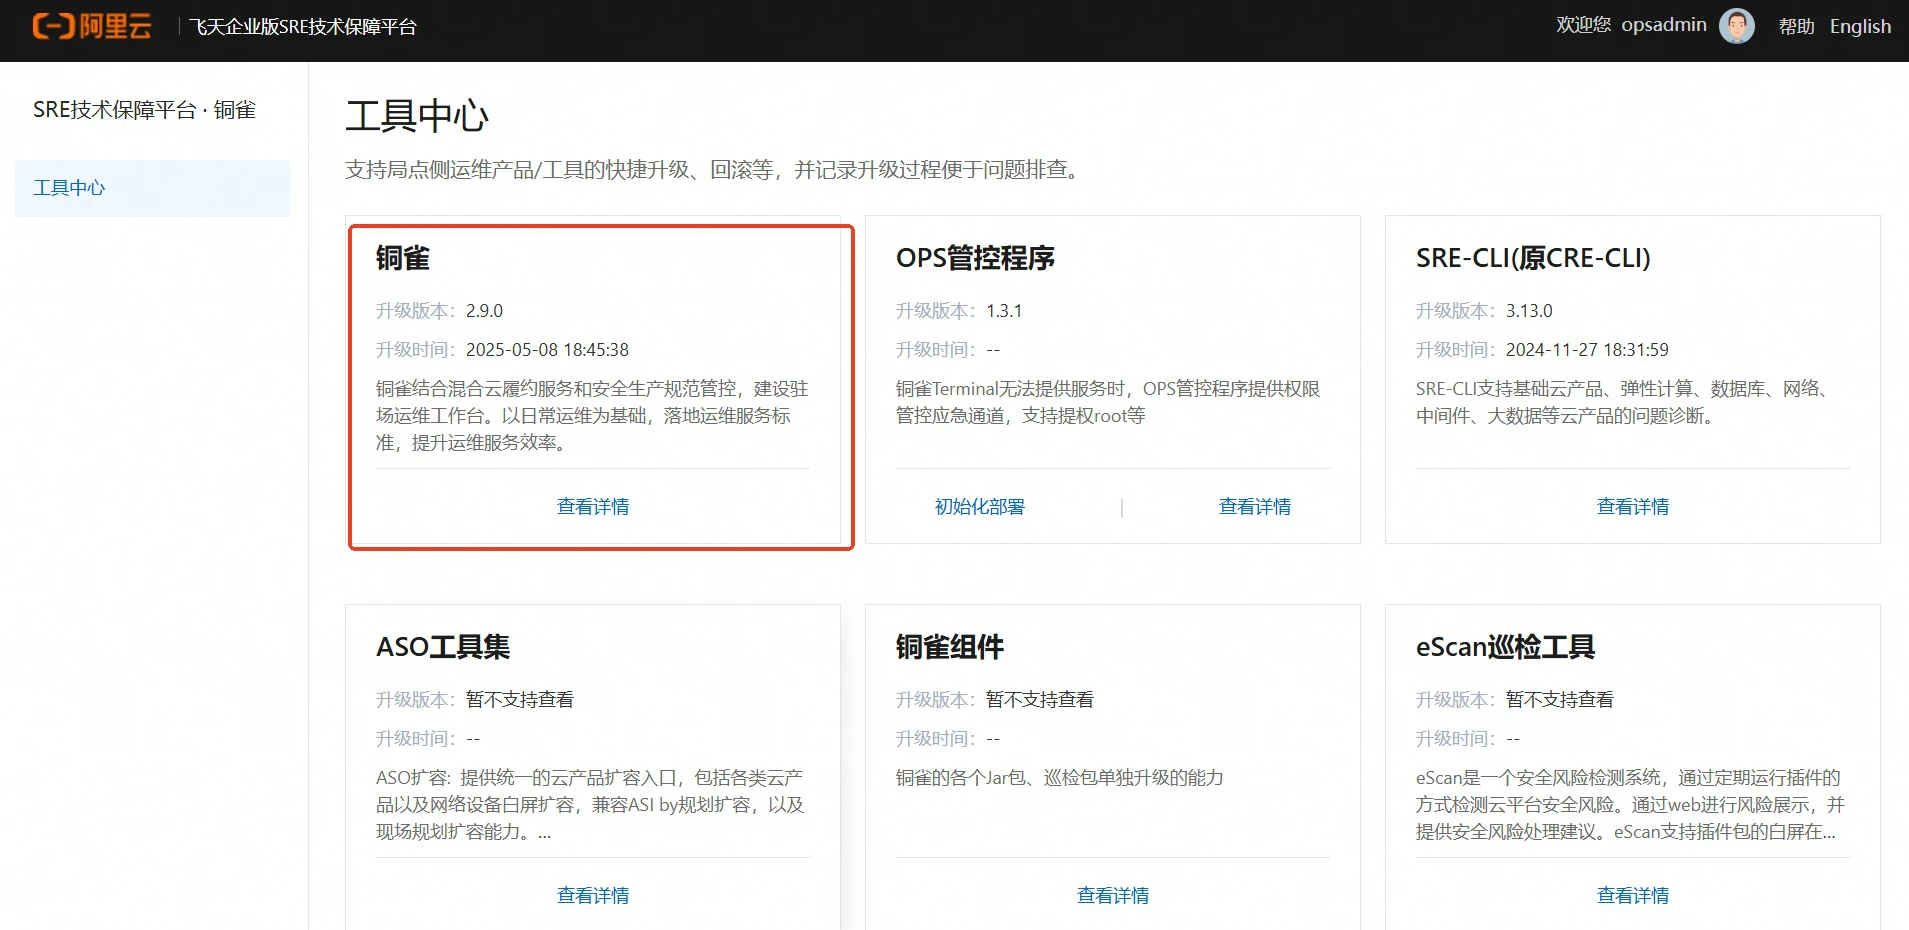 阿里云
飞天企业版SRE技术保障平台
欢迎您 opsadmin
帮助
English
SRE技术保障平台 · 铜雀
工具中心
工具中心
支持局点侧运维产品/工具的快捷升级、回滚等，并记录升级过程便于问题排查。
铜雀
升级版本：2.9.0
升级时间：2025-05-08 18:45:38
铜雀结合混合云履约服务和安全生产规范管控，建设驻
场运维工作台。以日常运维为基础，落地运维服务标
准，提升运维服务效率。
查看详情
OPS管控程序
升级版本：1.3.1
升级时间：--
铜雀Terminal无法提供服务时，OPS管控程序提供权限
管控应急通道，支持提权root等
初始化部署 | 查看详情
SRE-CLI(原CRE-CLI)
升级版本：3.13.0
升级时间：2024-11-27 18:31:59
SRE-CLI支持基础云产品、弹性计算、数据库、网络、
中间件、大数据等云产品的问题诊断。
查看详情
ASO工具集
升级版本：暂不支持查看
升级时间：--
ASO扩容: 提供统一的云产品扩容入口，包括各类云产
品以及网络设备白屏扩容，兼容ASI by规划扩容，以及
现场规划扩容能力。...
查看详情
铜雀组件
升级版本：暂不支持查看
升级时间：--
铜雀的各个Jar包、巡检包单独升级的能力
查看详情
eScan巡检工具
升级版本：暂不支持查看
升级时间：--
eScan是一个安全风险检测系统，通过定期运行插件的
方式检测云平台安全风险。通过web进行风险展示，并
提供安全风险处理建议。eScan支持插件包的白屏在...
查看详情